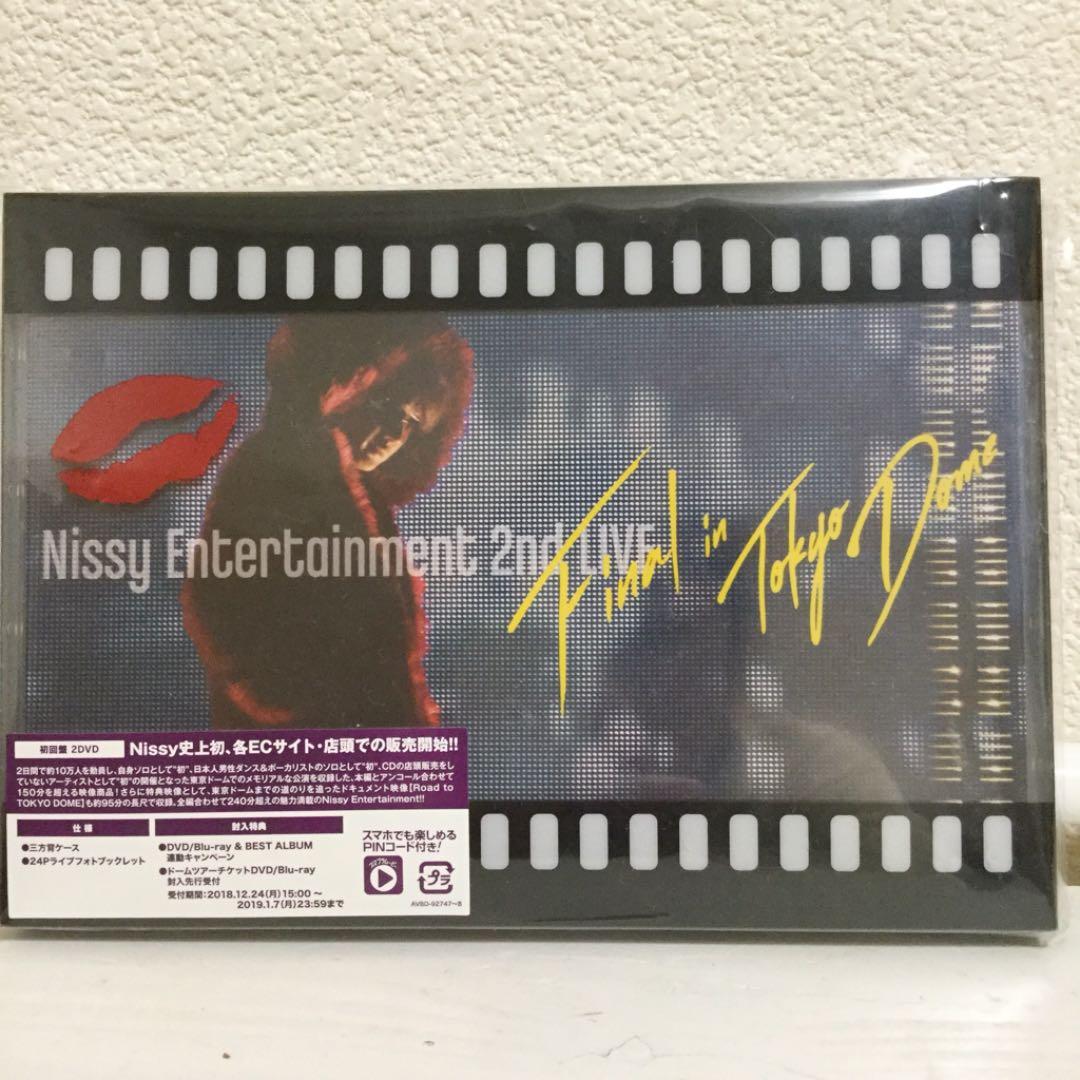 Nissy Entertainment 2nd LIVE
Final in Tokyo Dome
初回盤 2DVD
Nissy史上初、各ECサイト・店頭での販売開始!!
2日間で約10万人を動員し、自身ソロとして"初"、日本人男性ダンス&ボーカリストのソロとして"初"、CDの店頭販売をし
ていないアーティストとして"初"の開催となった東京ドームでのメモリアルな公演を収録した、本編とアンコール合わせて
150分を超える映像商品!さらに特典映像として、東京ドームまでの道のりを追ったドキュメント映像【Road to
TOKYO DOME】も約95分の長尺で収録。全編合わせて240分超えの魅力満載のNissy Entertainment!!
仕様
●三方背ケース
●24Pライブフォトブックレット
封入特典
●DVD/Blu-ray & BEST ALBUM
連動キャンペーン
●ドームツアーチケットDVD/Blu-ray
封入先行受付
受付期間:2018.12.24(月)15:00~
2019.1.7(月)23:59まで
スマホでも楽しめる
PINコード付き!
プラ
AVBD-92747~8